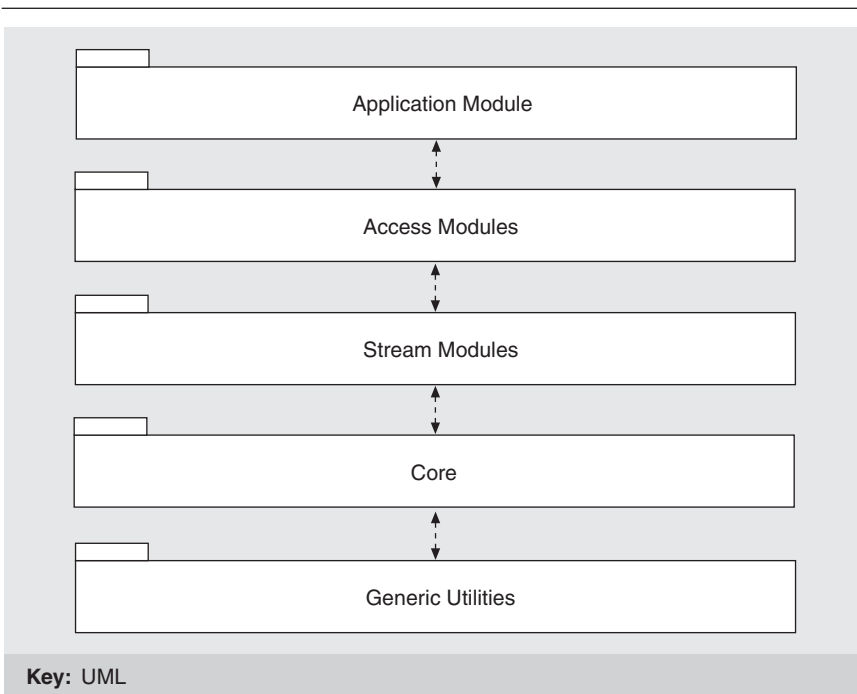 Application Module
Access Modules
Stream Modules
Core
Generic Utilities
Key: UML